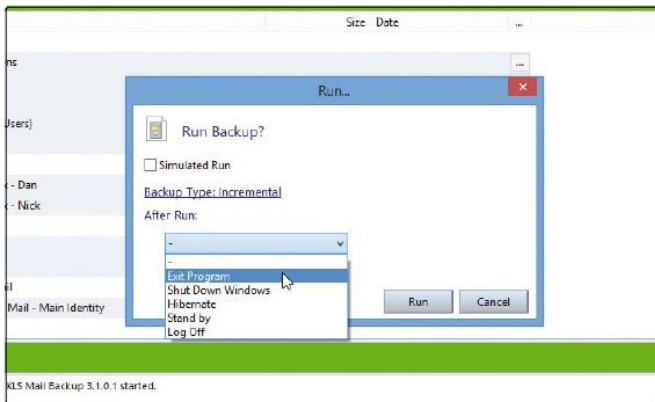 Size Date ...
ns ...
Run...
Users)
Run Backup?
Simulated Run
k - Dan
Backup Type: Incremental
k - Nick
After Run:
-
-
Exit Program
Shut Down Windows
il
Hibernate
Run Cancel
Mail - Main Identity
Stand by
Log Off
KLS Mail Backup 3.1.0.1 started.